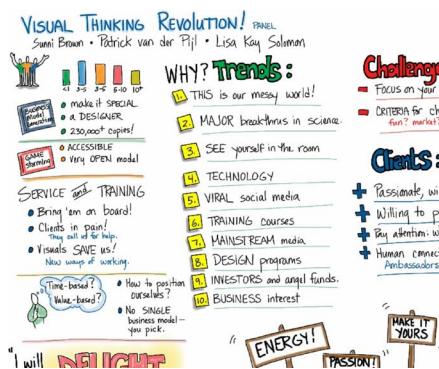 VISUAL THINKING REVOLUTION! PANEL
Sunni Brown • Patrick van der Pijl • Lisa Kay Solomon
<1 1-3 3-5 5-10 10+
BUSINESS Model Generation
• make it SPECIAL
• a DESIGNER
• 230,000+ copies!
GAME Storming
• ACCESSIBLE
• very OPEN model
SERVICE and TRAINING
• Bring 'em on board!
• Clients in pain!
They call us for help.
• Visuals SAVE us!
New ways of working.
Time-based?
Value-based?
• How to position
ourselves?
• No SINGLE
business model—
you pick.
"I will DELIGHT
WHY? Trends:
1. THIS is our messy world!
2. MAJOR breakthrus in science.
3. SEE yourself in the room
4. TECHNOLOGY
5. VIRAL social media
6. TRAINING courses
7. MAINSTREAM media
8. DESIGN programs
9. INVESTORS and angel funds.
10. BUSINESS interest
ENERGY!
PASSION!
MAKE IT
YOURS
Challeng
— FOCUS on your
— CRITERIA for ch
fun? market?
Clients:
+ Passionate, wi
+ Willing to p
+ Pay attention: w
+ Human connec
Ambassadors